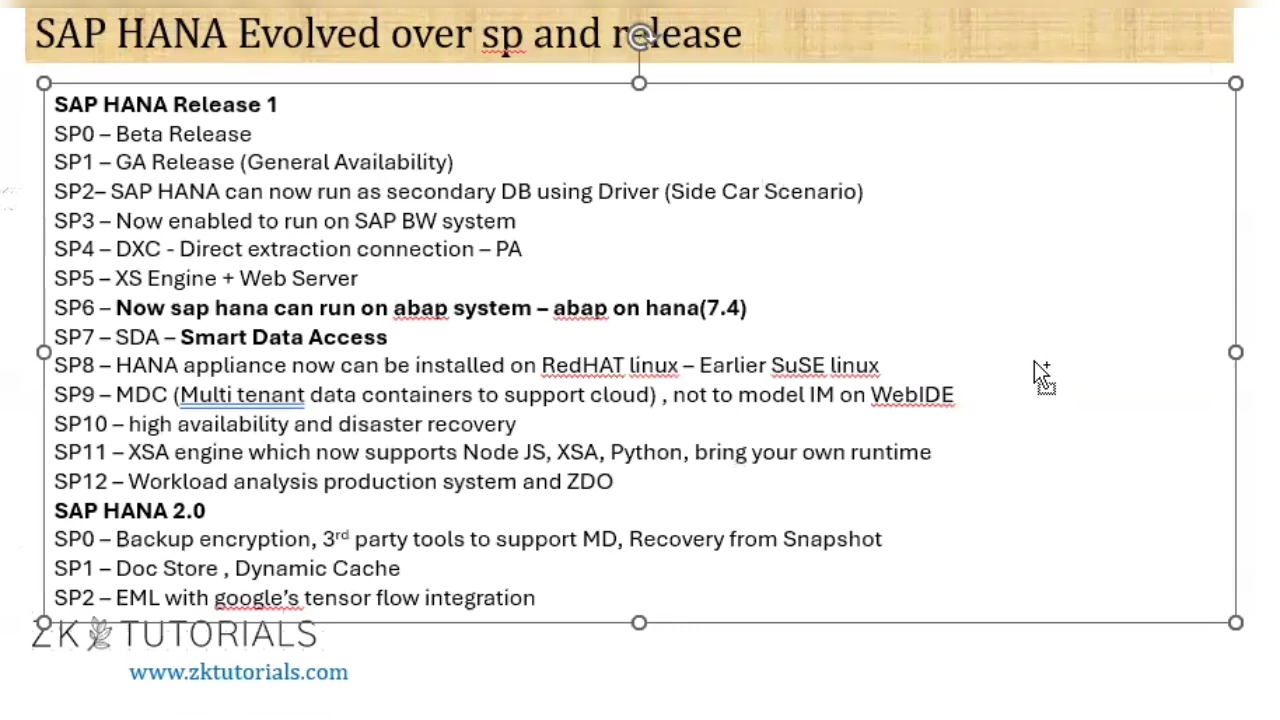 SAP HANA Evolved over sp and release
SAP HANA Release 1
SP0 – Beta Release
SP1 – GA Release (General Availability)
SP2– SAP HANA can now run as secondary DB using Driver (Side Car Scenario)
SP3 – Now enabled to run on SAP BW system
SP4 – DXC - Direct extraction connection – PA
SP5 – XS Engine + Web Server
SP6 – Now sap hana can run on abap system – abap on hana(7.4)
SP7 – SDA – Smart Data Access
SP8 – HANA appliance now can be installed on RedHAT linux – Earlier SuSE linux
SP9 – MDC (Multi tenant data containers to support cloud) , not to model IM on WebIDE
SP10 – high availability and disaster recovery
SP11 – XSA engine which now supports Node JS, XSA, Python, bring your own runtime
SP12 – Workload analysis production system and ZDO
SAP HANA 2.0
SP0 – Backup encryption, 3rd party tools to support MD, Recovery from Snapshot
SP1 – Doc Store , Dynamic Cache
SP2 – EML with google’s tensor flow integration
ZK TUTORIALS
www.zktutorials.com